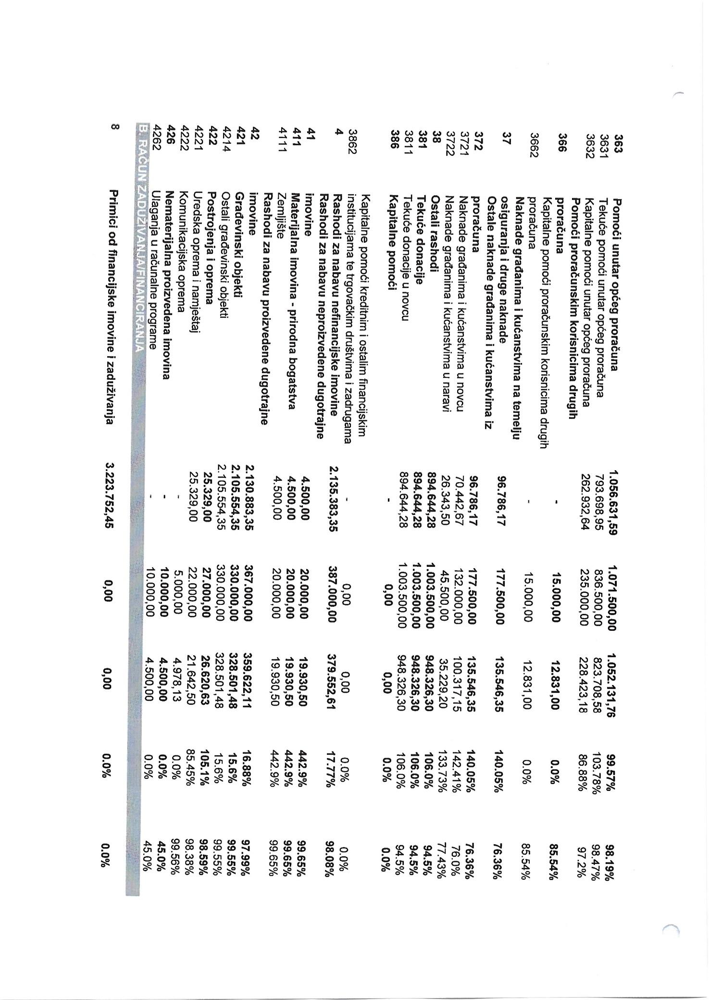 363 Pomoći unutar općeg proračuna 1.056.631,59 1.071.500,00 1.052.131,76 99.57% 98.19%
3631 Tekuće pomoći unutar općeg proračuna 793.698,95 836.500,00 823.708,58 103.78% 98.47%
3632 Kapitalne pomoći unutar općeg proračuna 262.932,64 235.000,00 228.423,18 86.88% 97.2%
Pomoći proračunskim korisnicima drugih
366 proračuna - 15.000,00 12.831,00 0.0% 85.54%
Kapitalne pomoći proračunskim korisnicima drugih
3662 proračuna - 15.000,00 12.831,00 0.0% 85.54%
Naknade građanima i kućanstvima na temelju
37 osiguranja i druge naknade 96.786,17 177.500,00 135.546,35 140.05% 76.36%
Ostale naknade građanima i kućanstvima iz
372 proračuna 96.786,17 177.500,00 135.546,35 140.05% 76.36%
3721 Naknade građanima i kućanstvima u novcu 70.442,67 132.000,00 100.317,15 142.41% 76.0%
3722 Naknade građanima i kućanstvima u naravi 26.343,50 45.500,00 35.229,20 133.73% 77.43%
38 Ostali rashodi 894.644,28 1.003.500,00 948.326,30 106.0% 94.5%
381 Tekuće donacije 894.644,28 1.003.500,00 948.326,30 106.0% 94.5%
3811 Tekuće donacije u novcu 894.644,28 1.003.500,00 948.326,30 106.0% 94.5%
386 Kapitalne pomoći - 0,00 0,00 0.0% 0.0%
Kapitalne pomoći kreditnim i ostalim financijskim
3862 institucijama te trgovačkim društvima i zadrugama - 0,00 0,00 0.0% 0.0%
4 Rashodi za nabavu nefinancijske imovine 2.135.383,35 387.000,00 379.552,61 17.77% 98.08%
Rashodi za nabavu neproizvedene dugotrajne
41 imovine 4.500,00 20.000,00 19.930,50 442.9% 99.65%
411 Materijalna imovina - prirodna bogatstva 4.500,00 20.000,00 19.930,50 442.9% 99.65%
4111 Zemljište 4.500,00 20.000,00 19.930,50 442.9% 99.65%
Rashodi za nabavu proizvedene dugotrajne
42 imovine 2.130.883,35 367.000,00 359.622,11 16.88% 97.99%
421 Građevinski objekti 2.105.554,35 330.000,00 328.501,48 15.6% 99.55%
4214 Ostali građevinski objekti 2.105.554,35 330.000,00 328.501,48 15.6% 99.55%
422 Postrojenja i oprema 25.329,00 27.000,00 26.620,63 105.1% 98.59%
4221 Uredska oprema i namještaj 25.329,00 22.000,00 21.642,50 85.45% 98.38%
4222 Komunikacijska oprema - 5.000,00 4.978,13 0.0% 99.56%
426 Nematerijalna proizvedena imovina - 10.000,00 4.500,00 0.0% 45.0%
4262 Ulaganja u računalne programe - 10.000,00 4.500,00 0.0% 45.0%
B. RAČUN ZADUŽIVANJA/FINANCIRANJA
8 Primici od financijske imovine i zaduživanja 3.223.752,45 0,00 0,00 0.0% 0.0%